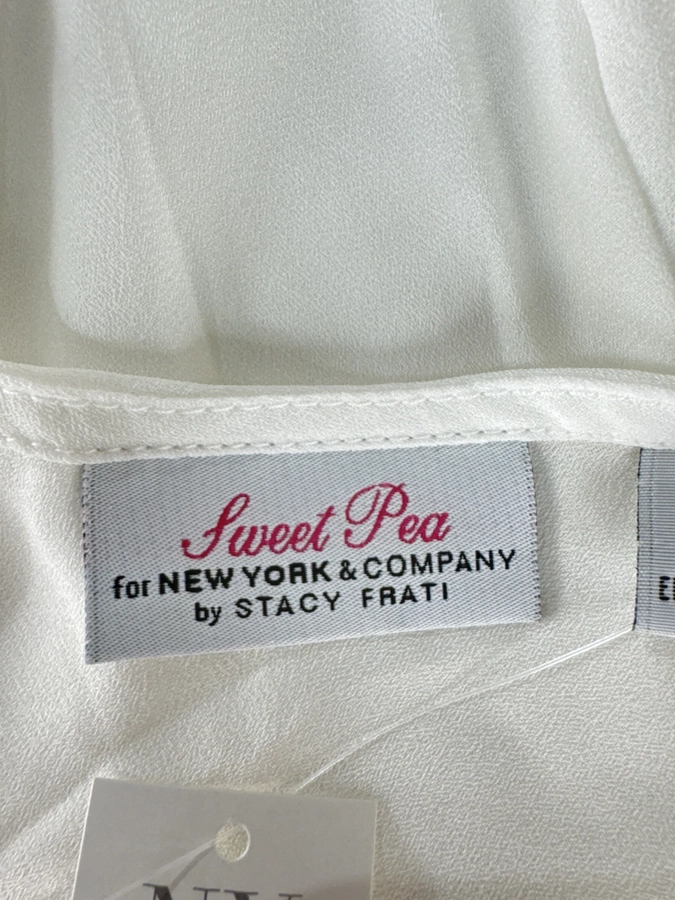 Sweet Pea
for NEW YORK & COMPANY
by STACY FRATI